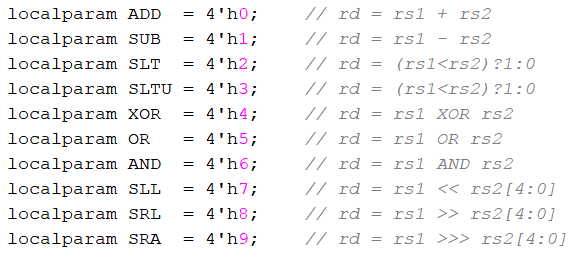 localparam ADD  = 4'h0;    // rd = rs1 + rs2
localparam SUB  = 4'h1;    // rd = rs1 - rs2
localparam SLT  = 4'h2;    // rd = (rs1<rs2)?1:0
localparam SLTU = 4'h3;    // rd = (rs1<rs2)?1:0
localparam XOR  = 4'h4;    // rd = rs1 XOR rs2
localparam OR   = 4'h5;    // rd = rs1 OR rs2
localparam AND  = 4'h6;    // rd = rs1 AND rs2
localparam SLL  = 4'h7;    // rd = rs1 << rs2[4:0]
localparam SRL  = 4'h8;    // rd = rs1 >> rs2[4:0]
localparam SRA  = 4'h9;    // rd = rs1 >>> rs2[4:0]